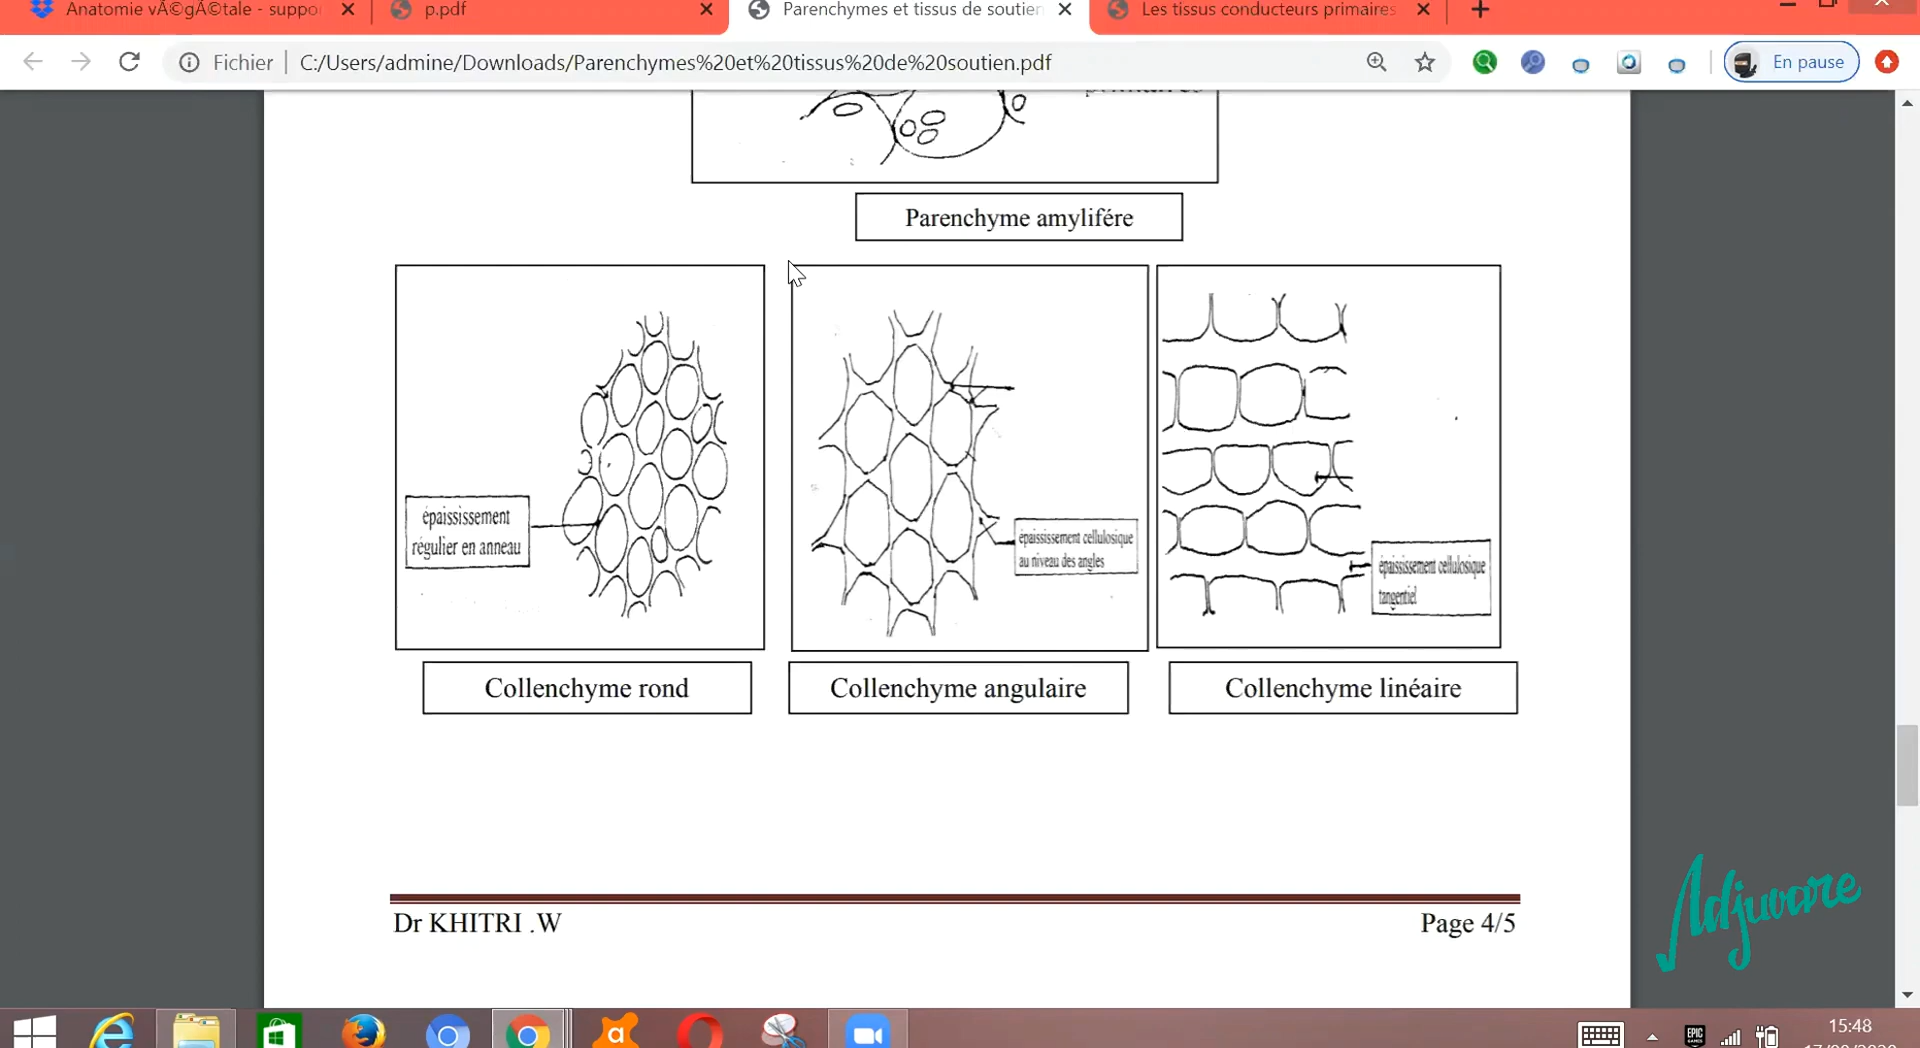 Anatomie vÃ©gÃ©tale - suppo
p.pdf
Parenchymes et tissus de soutien
Les tissus conducteurs primaires
Fichier
C:/Users/admine/Downloads/Parenchymes%20et%20tissus%20de%20soutien.pdf
En pause
Parenchyme amylifére
épaississement
régulier en anneau
épaississement cellulosique
au niveau des angles
épaississement cellulosique
tangentiel
Collenchyme rond
Collenchyme angulaire
Collenchyme linéaire
Dr KHITRI .W
Page 4/5
Adjuvare
EPIC
GAMES
15:48